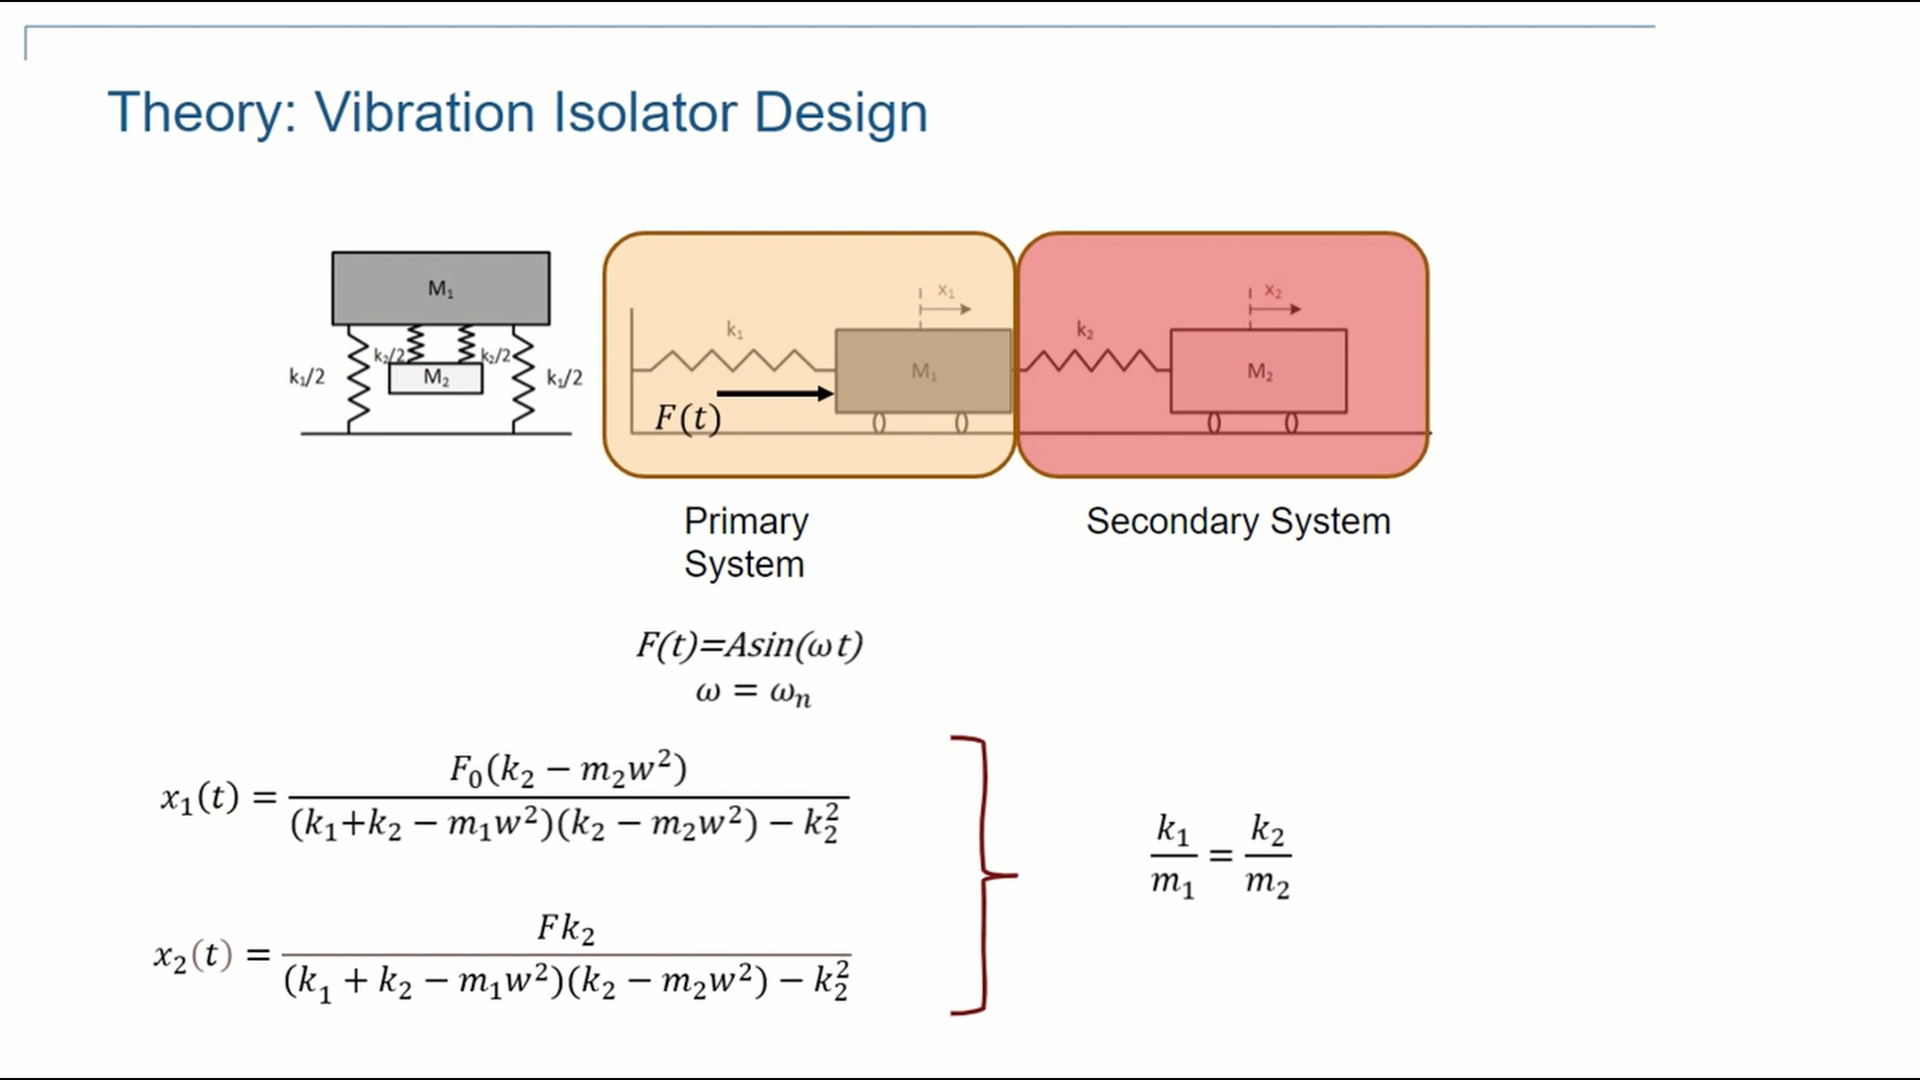 Theory: Vibration Isolator Design
M₁
k₂/2 k₂/2
k₁/2 M₂ k₁/2
x₁
k₁
M₁
F(t)
x₂
k₂
M₂
Primary
System
Secondary System
F(t)=Asin(ωt)
ω = ωₙ
x₁(t) = F₀(k₂ − m₂w²) / (k₁+k₂ − m₁w²)(k₂ − m₂w²) − k₂²
x₂(t) = Fk₂ / (k₁ + k₂ − m₁w²)(k₂ − m₂w²) − k₂²
k₁/m₁ = k₂/m₂